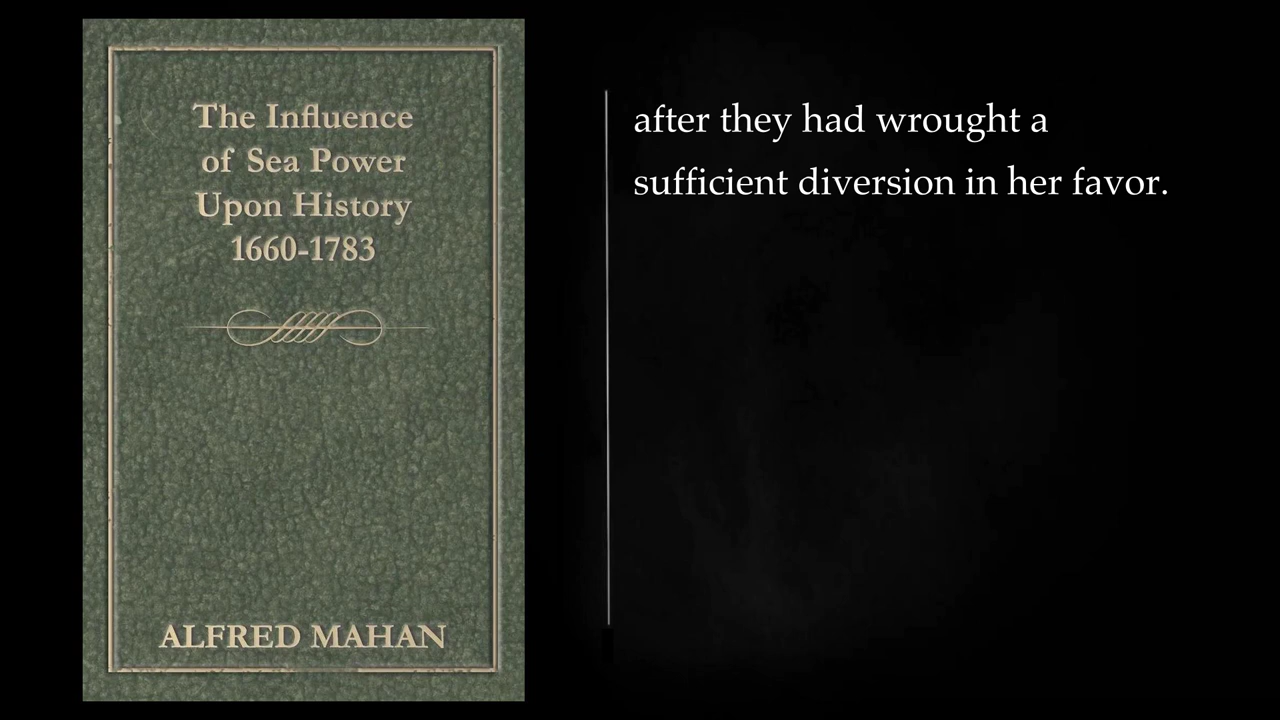 The Influence
of Sea Power
Upon History
1660-1783
ALFRED MAHAN
after they had wrought a
sufficient diversion in her favor.